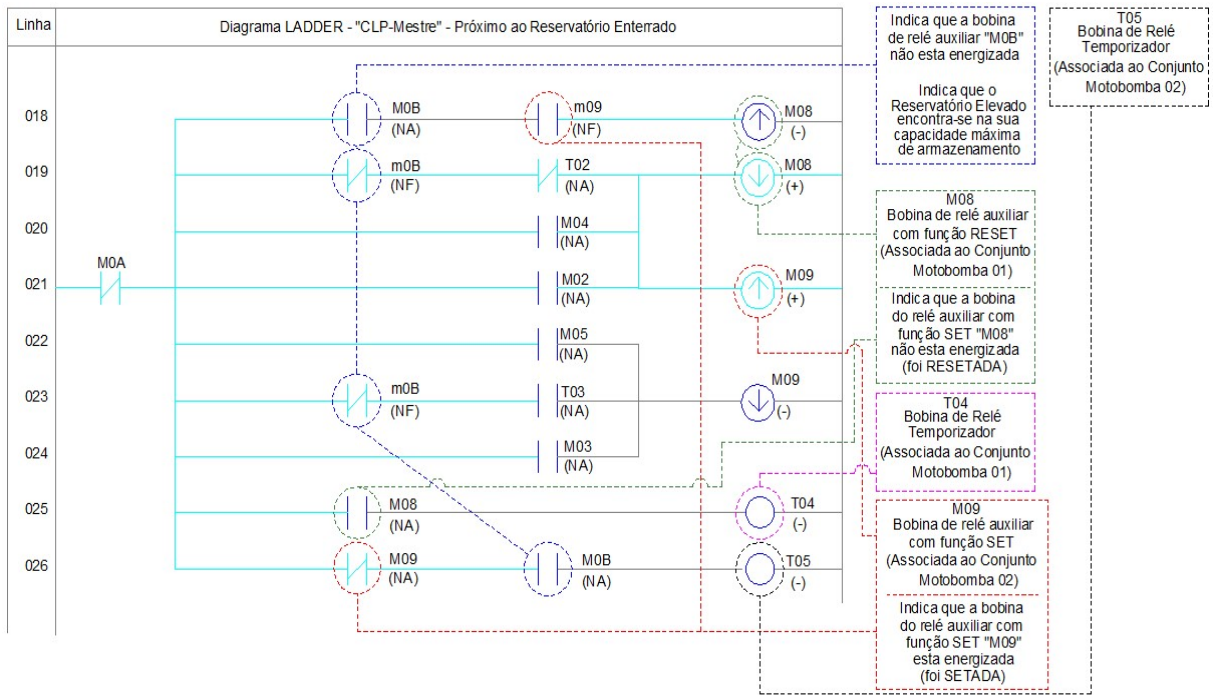 Linha
Diagrama LADDER - "CLP-Mestre" - Próximo ao Reservatório Enterrado
018
M0B
(NA)
m09
(NF)
M08
(-)
019
m0B
(NF)
T02
(NA)
M08
(+)
020
M04
(NA)
021
M0A
M02
(NA)
M09
(+)
022
M05
(NA)
023
m0B
(NF)
T03
(NA)
M09
(-)
024
M03
(NA)
025
M08
(NA)
T04
(-)
026
M09
(NA)
M0B
(NA)
T05
(-)
Indica que a bobina
de relé auxiliar "M0B"
não esta energizada
Indica que o
Reservatório Elevado
encontra-se na sua
capacidade máxima
de armazenamento
T05
Bobina de Relé
Temporizador
(Associada ao Conjunto
Motobomba 02)
M08
Bobina de relé auxiliar
com função RESET
(Associada ao Conjunto
Motobomba 01)
Indica que a bobina
do relé auxiliar com
função SET "M08"
não esta energizada
(foi RESETADA)
T04
Bobina de Relé
Temporizador
(Associada ao Conjunto
Motobomba 01)
M09
Bobina de relé auxiliar
com função SET
(Associada ao Conjunto
Motobomba 02)
Indica que a bobina
do relé auxiliar com
função SET "M09"
esta energizada
(foi SETADA)